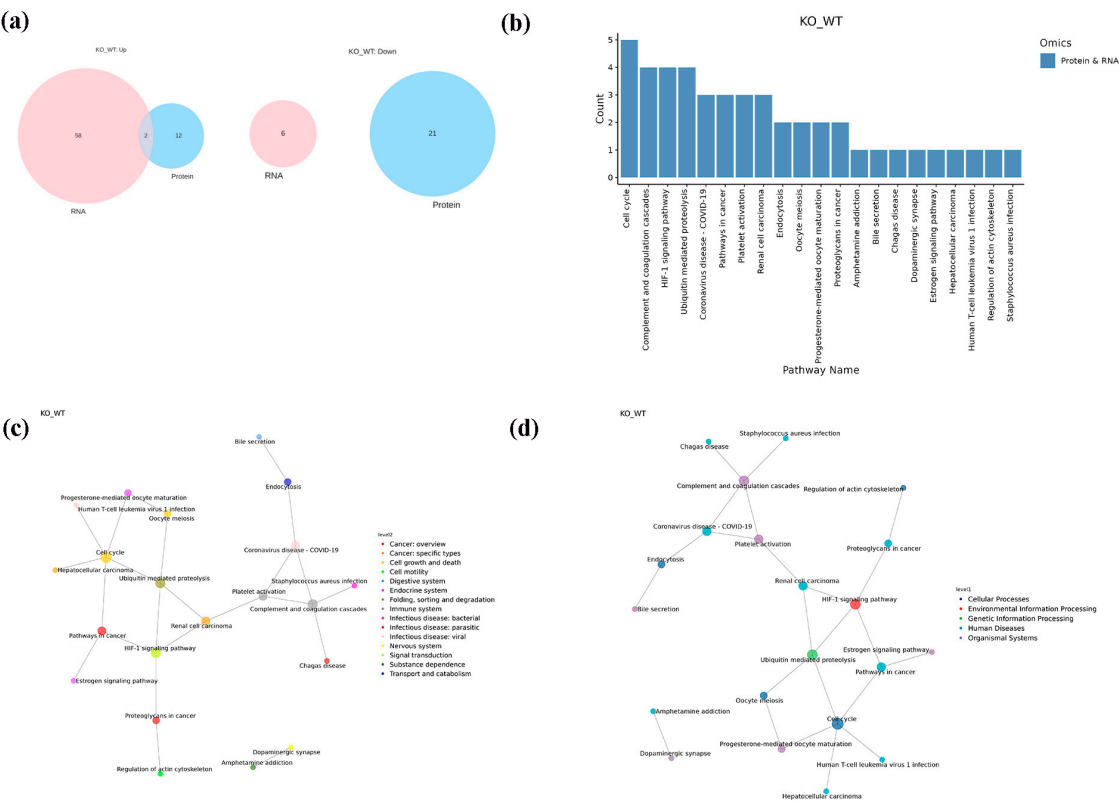 (a)
KO_WT: Up
KO_WT: Down
58
2
12
6
21
Protein
RNA
RNA
Protein
(b)
KO_WT
Omics
Protein & RNA
Count
5
4
3
2
1
0
Cell cycle
Complement and coagulation cascades
HIF-1 signaling pathway
Ubiquitin mediated proteolysis
Coronavirus disease - COVID-19
Pathways in cancer
Platelet activation
Renal cell carcinoma
Endocytosis
Oocyte meiosis
Progesterone-mediated oocyte maturation
Proteoglycans in cancer
Amphetamine addiction
Bile secretion
Chagas disease
Dopaminergic synapse
Estrogen signaling pathway
Hepatocellular carcinoma
Human T-cell leukemia virus 1 infection
Regulation of actin cytoskeleton
Staphylococcus aureus infection
Pathway Name
(c)
KO_WT
Bile secretion
Endocytosis
Progesterone-mediated oocyte maturation
Human T-cell leukemia virus 1 infection
Oocyte meiosis
Cell cycle
Coronavirus disease - COVID-19
Hepatocellular carcinoma
Ubiquitin mediated proteolysis
Staphylococcus aureus infection
Platelet activation
Complement and coagulation cascades
Renal cell carcinoma
Pathways in cancer
HIF-1 signaling pathway
Chagas disease
Estrogen signaling pathway
Proteoglycans in cancer
Dopaminergic synapse
Amphetamine addiction
Regulation of actin cytoskeleton
level2
Cancer: overview
Cancer: specific types
Cell growth and death
Cell motility
Digestive system
Endocrine system
Folding, sorting and degradation
Immune system
Infectious disease: bacterial
Infectious disease: parasitic
Infectious disease: viral
Nervous system
Signal transduction
Substance dependence
Transport and catabolism
(d)
KO_WT
Staphylococcus aureus infection
Chagas disease
Complement and coagulation cascades
Regulation of actin cytoskeleton
Coronavirus disease - COVID-19
Platelet activation
Proteoglycans in cancer
Endocytosis
Renal cell carcinoma
HIF-1 signaling pathway
Bile secretion
Estrogen signaling pathway
Ubiquitin mediated proteolysis
Pathways in cancer
Oocyte meiosis
Amphetamine addiction
Cell cycle
Progesterone-mediated oocyte maturation
Dopaminergic synapse
Human T-cell leukemia virus 1 infection
Hepatocellular carcinoma
level1
Cellular Processes
Environmental Information Processing
Genetic Information Processing
Human Diseases
Organismal Systems